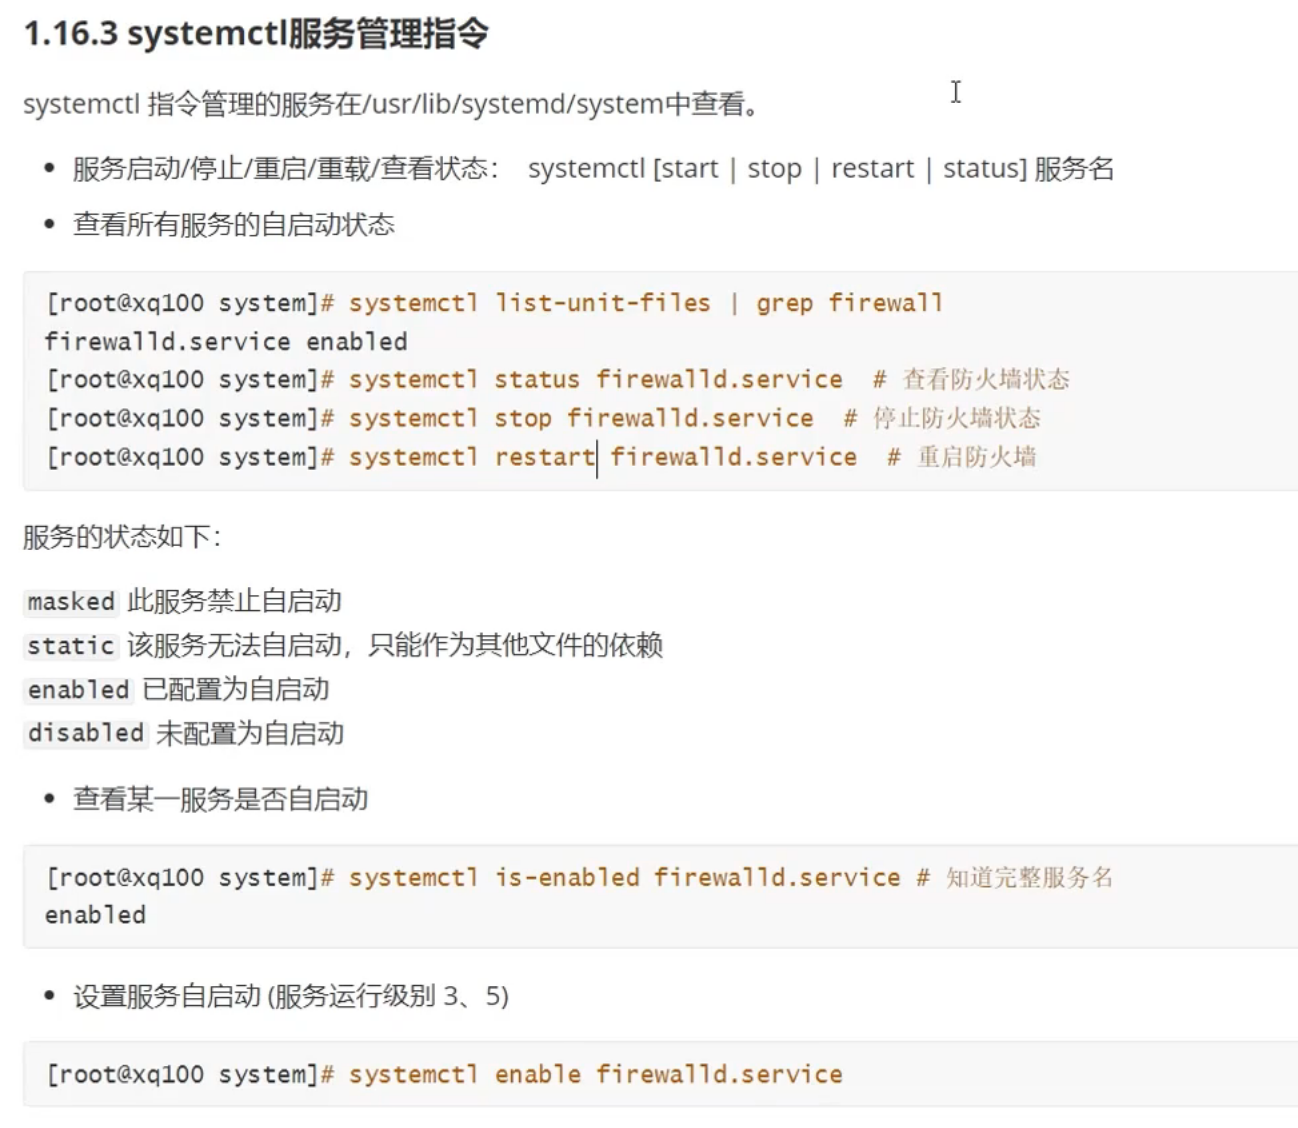 1.16.3 systemctl服务管理指令
systemctl 指令管理的服务在/usr/lib/systemd/system中查看。
• 服务启动/停止/重启/重载/查看状态： systemctl [start | stop | restart | status] 服务名
• 查看所有服务的自启动状态
[root@xq100 system]# systemctl list-unit-files | grep firewall
firewalld.service enabled
[root@xq100 system]# systemctl status firewalld.service  # 查看防火墙状态
[root@xq100 system]# systemctl stop firewalld.service  # 停止防火墙状态
[root@xq100 system]# systemctl restart firewalld.service  # 重启防火墙
服务的状态如下：
masked 此服务禁止自启动
static 该服务无法自启动，只能作为其他文件的依赖
enabled 已配置为自启动
disabled 未配置为自启动
• 查看某一服务是否自启动
[root@xq100 system]# systemctl is-enabled firewalld.service # 知道完整服务名
enabled
• 设置服务自启动 (服务运行级别 3、5)
[root@xq100 system]# systemctl enable firewalld.service